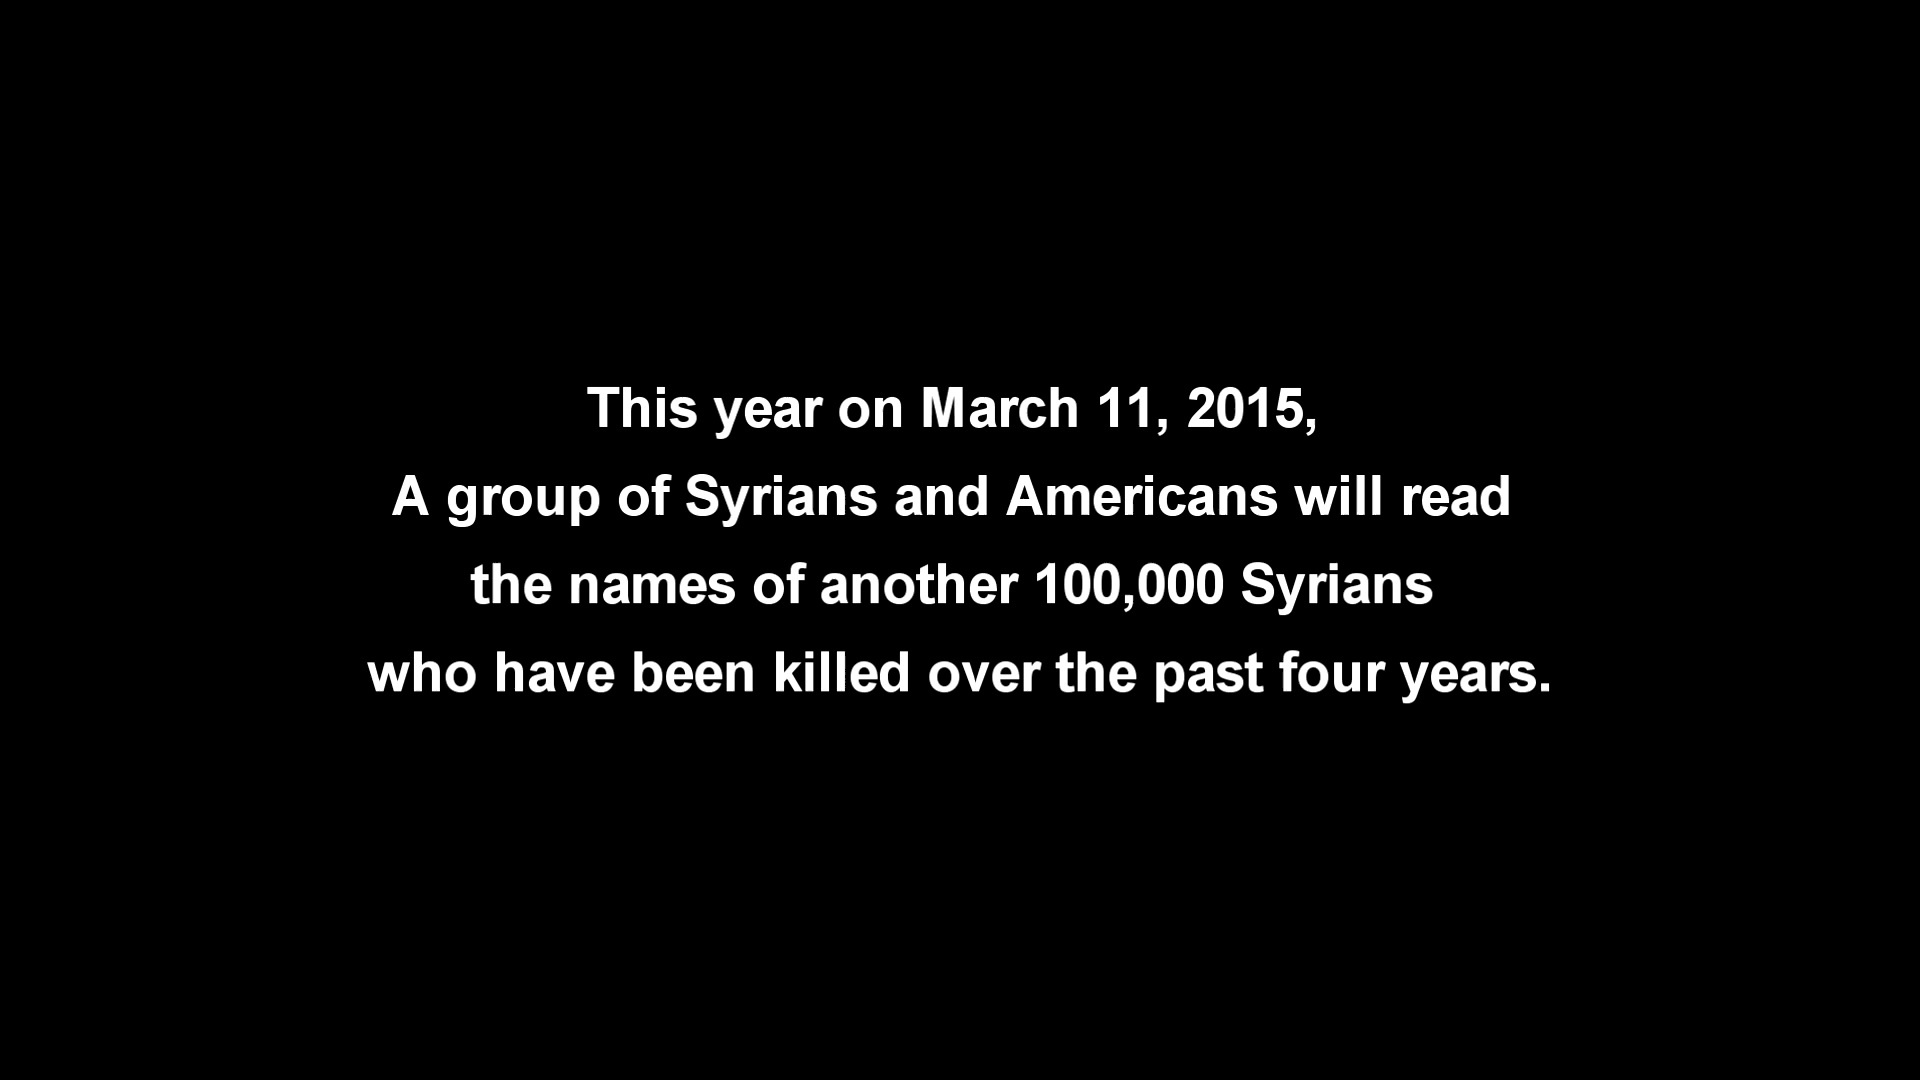 This year on March 11, 2015,
A group of Syrians and Americans will read
the names of another 100,000 Syrians
who have been killed over the past four years.